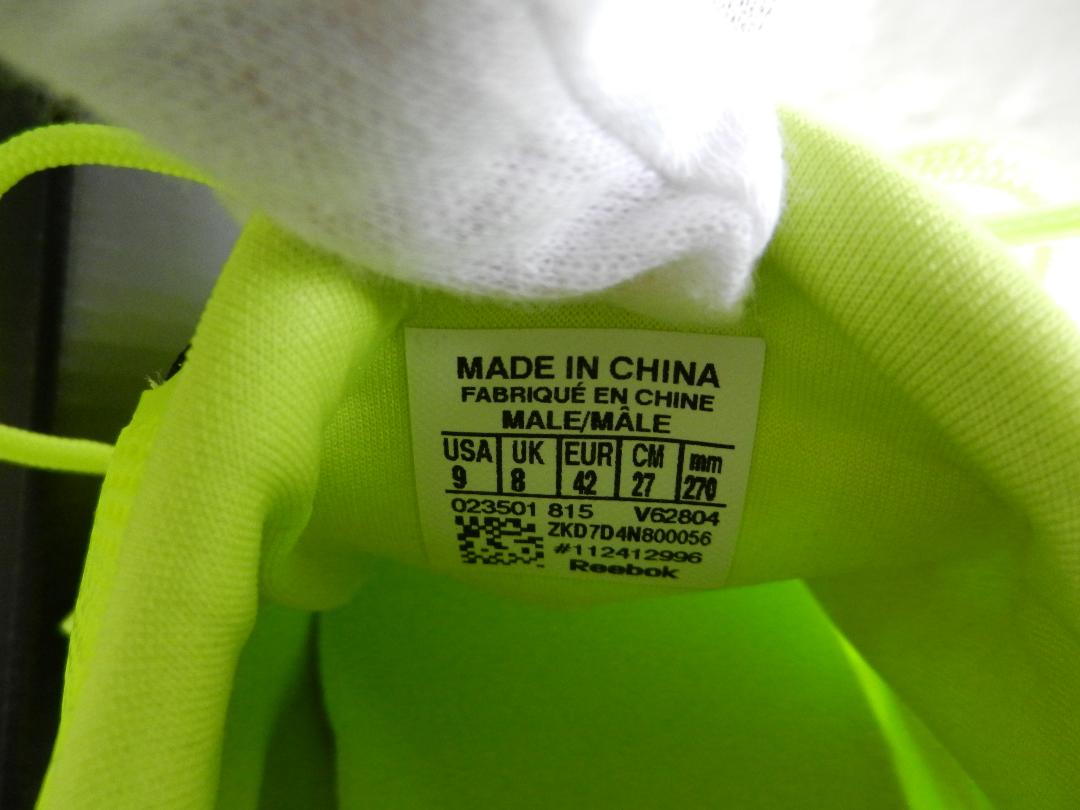 MADE IN CHINA
FABRIQUÉ EN CHINE
MALE/MÂLE
USA UK EUR CM mm
9 8 42 27 270
023501 815 V62804
ZKD7D4N800056
#112412996
Reebok